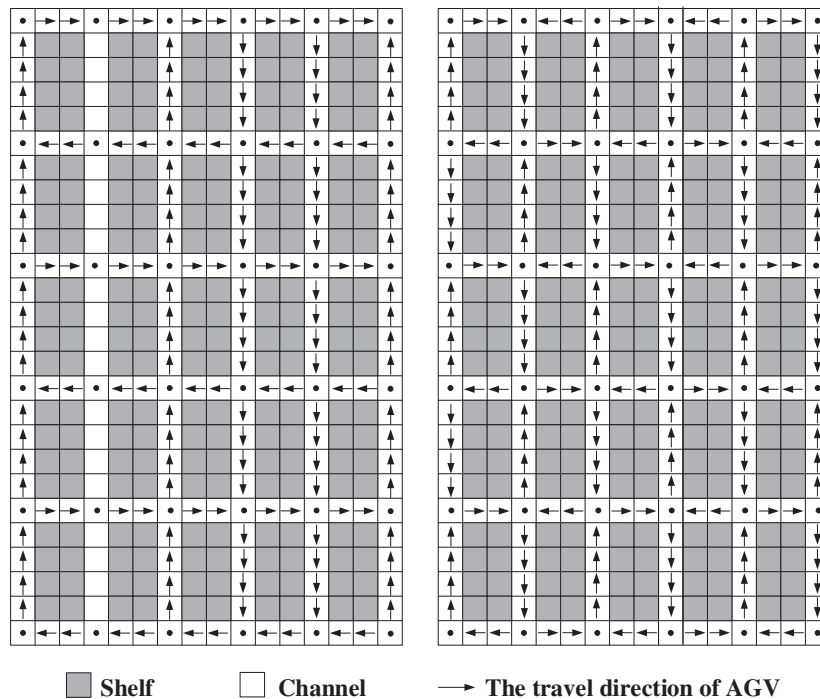 Shelf
Channel
The travel direction of AGV